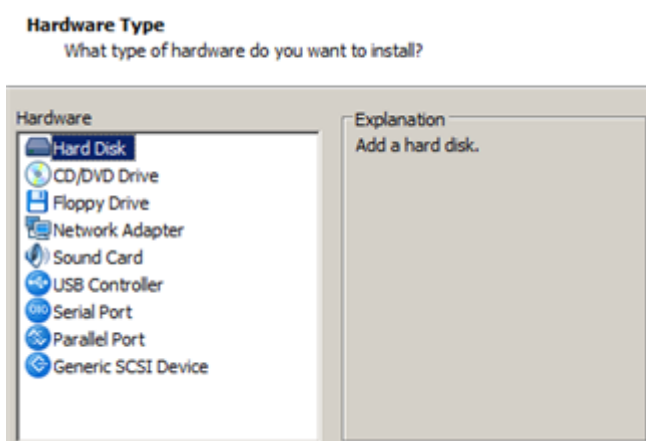 Hardware Type
What type of hardware do you want to install?
Hardware
Explanation
Hard Disk
Add a hard disk.
CD/DVD Drive
Floppy Drive
Network Adapter
Sound Card
USB Controller
Serial Port
Parallel Port
Generic SCSI Device